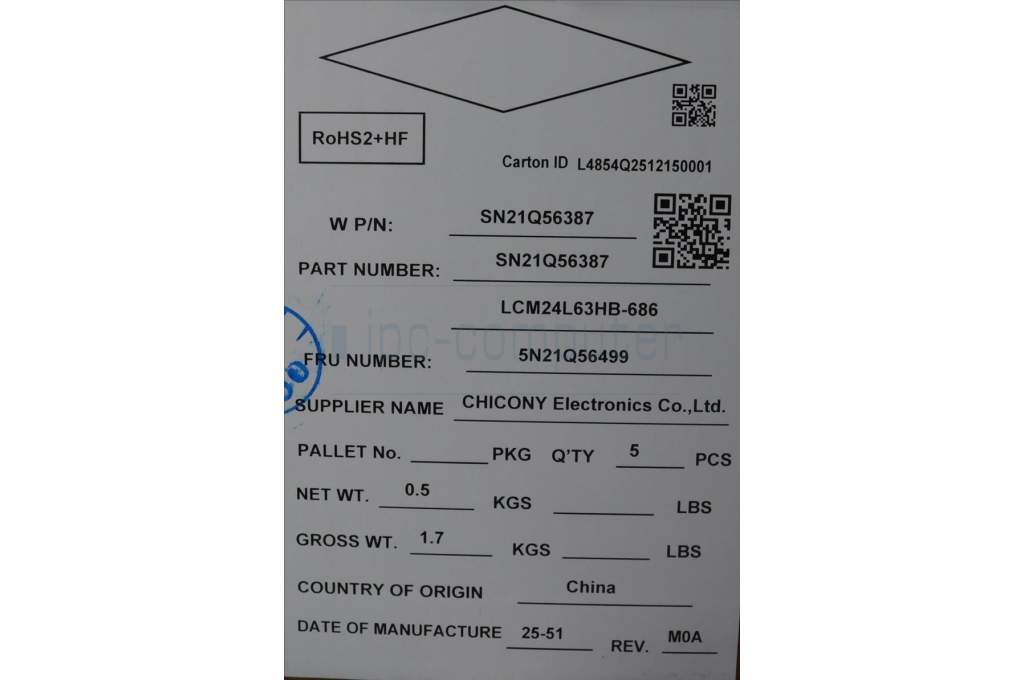 RoHS2+HF
Carton ID L4854Q2512150001
W P/N: SN21Q56387
PART NUMBER: SN21Q56387
LCM24L63HB-686
ipc-computer
FRU NUMBER: 5N21Q56499
SUPPLIER NAME CHICONY Electronics Co.,Ltd.
PALLET No. PKG Q'TY 5 PCS
NET WT. 0.5 KGS LBS
GROSS WT. 1.7 KGS LBS
COUNTRY OF ORIGIN China
DATE OF MANUFACTURE 25-51 REV. M0A